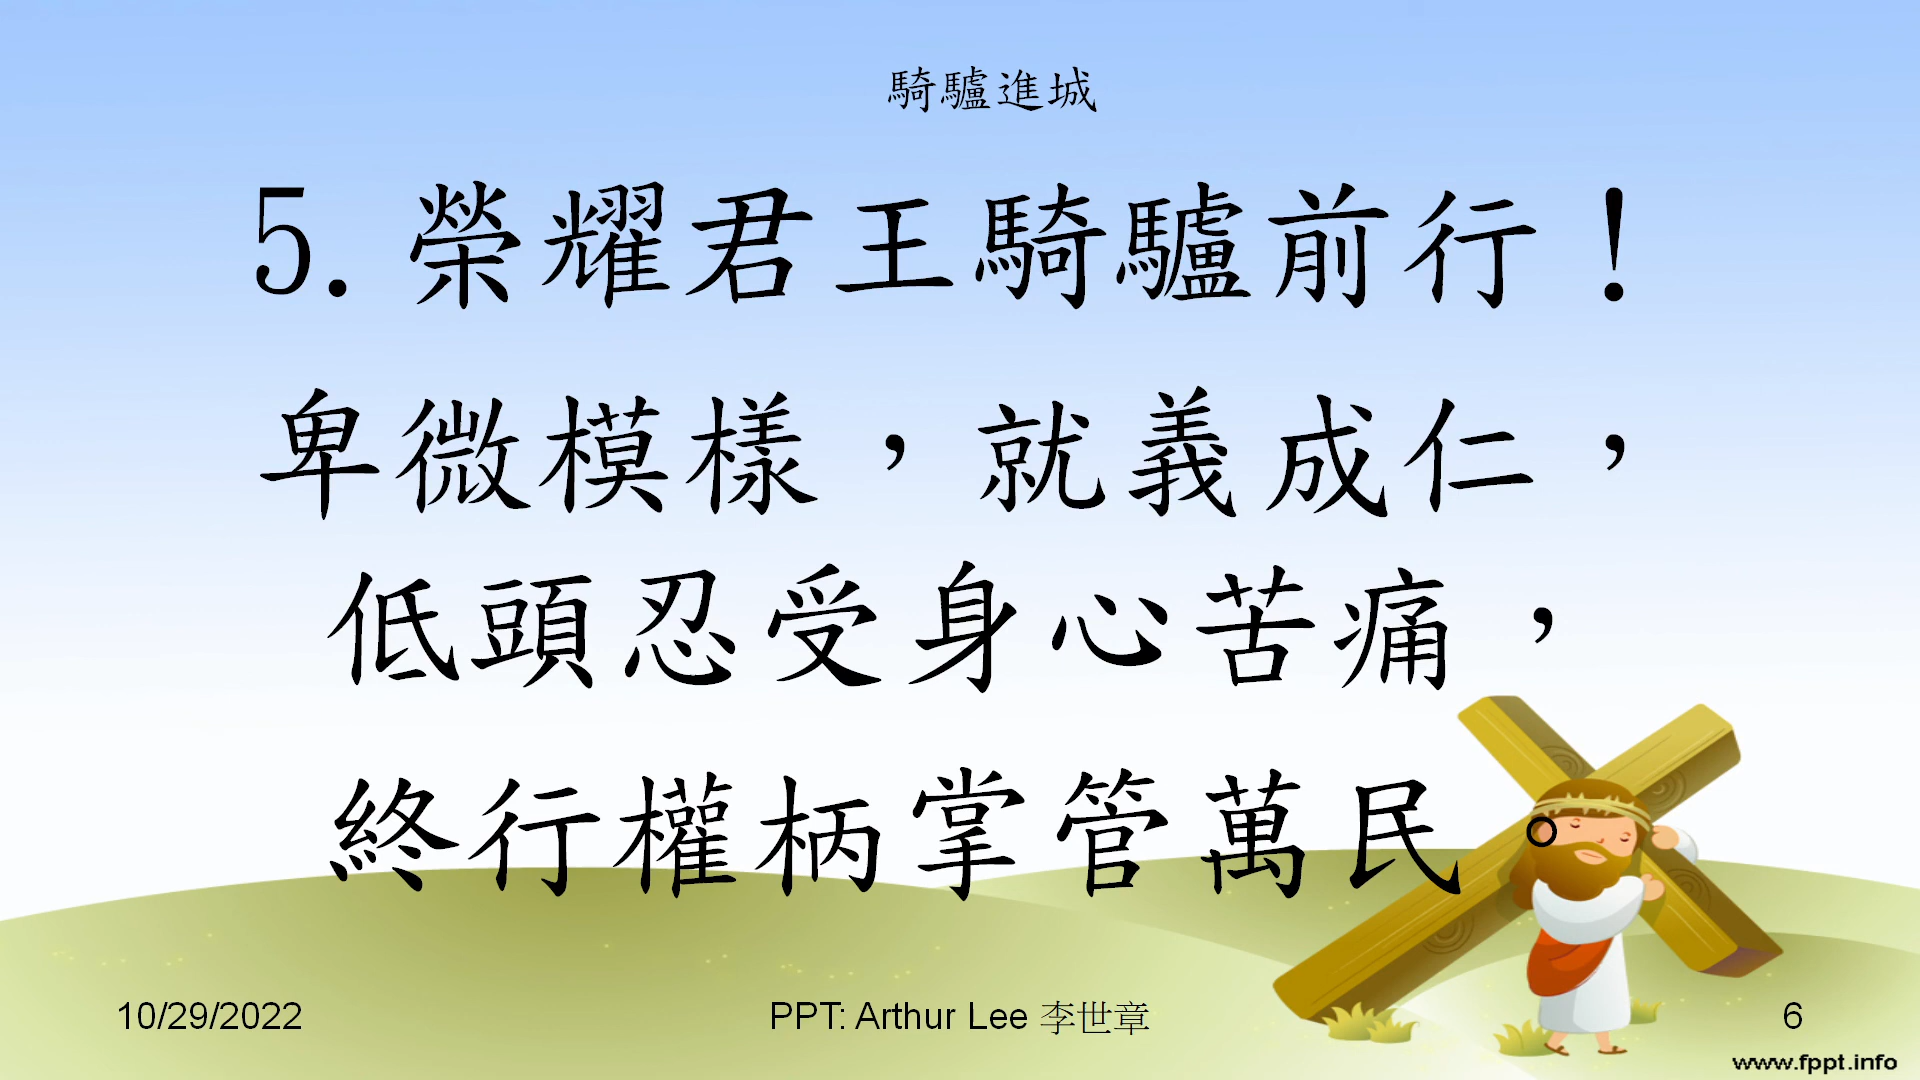 騎驢進城
5. 榮耀君王騎驢前行！
卑微模樣，就義成仁，
低頭忍受身心苦痛，
終行權柄掌管萬民。
10/29/2022
PPT: Arthur Lee 李世章
6
www.fppt.info